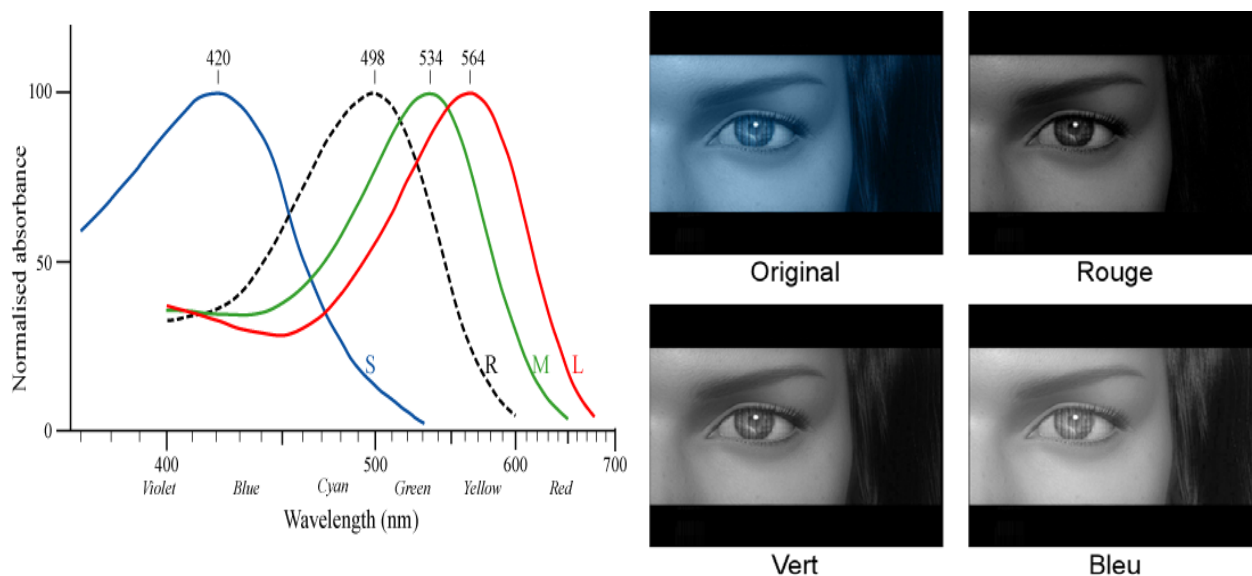 420 498 534 564
100
50
0
Normalised absorbance
S R M L
400 500 600 700
Violet Blue Cyan Green Yellow Red
Wavelength (nm)
Original Rouge
Vert Bleu